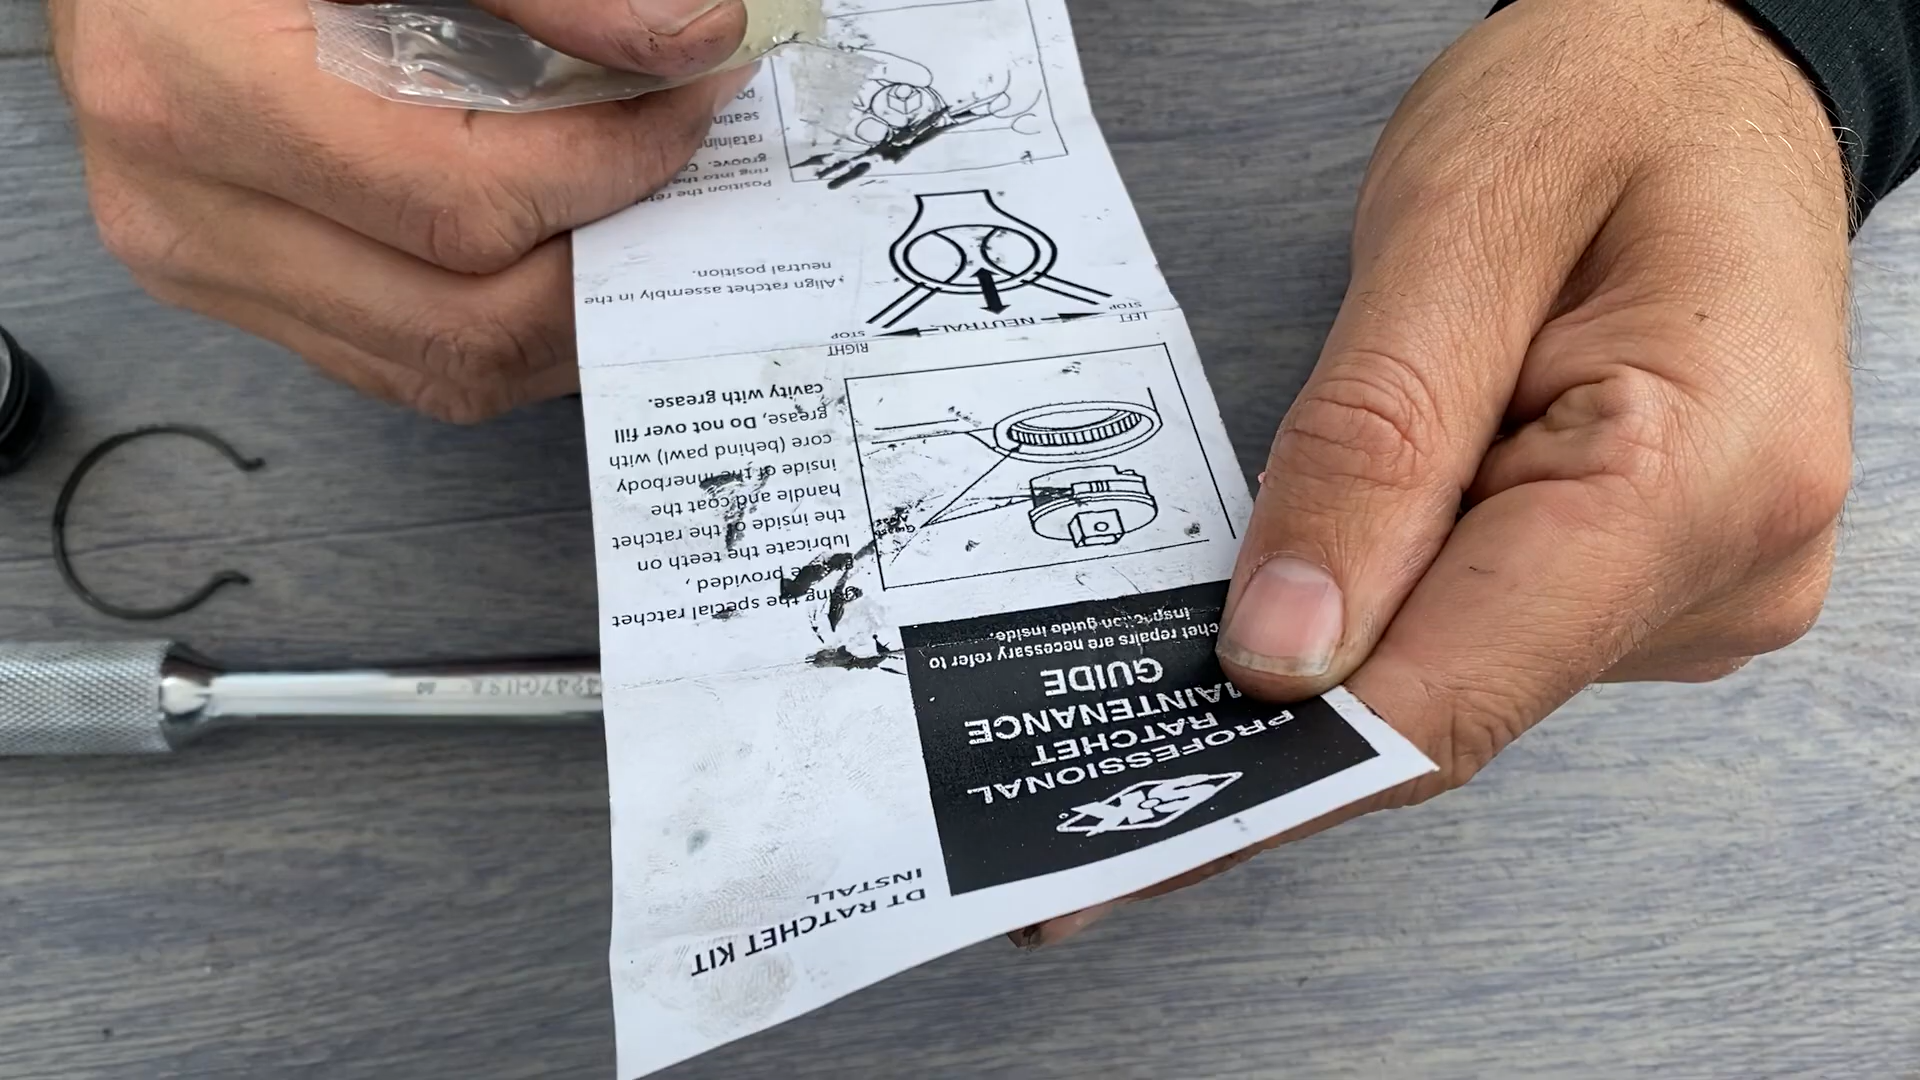 DT RATCHET KIT
INSTALL
SK
PROFESSIONAL
RATCHET
MAINTENANCE
GUIDE
repairs are necessary refer to
inspection guide inside.
the special ratchet
provided,
lubricate the teeth on
the inside of the ratchet
handle and coat the
inside of the innerbody
core (behind pawl) with
grease, Do not over fill
cavity with grease.
Grease
Areas
LEFT
RIGHT
STOP
NEUTRAL
STOP
Align ratchet assembly in the
neutral position.
Position the
ring into the
groove.
seating